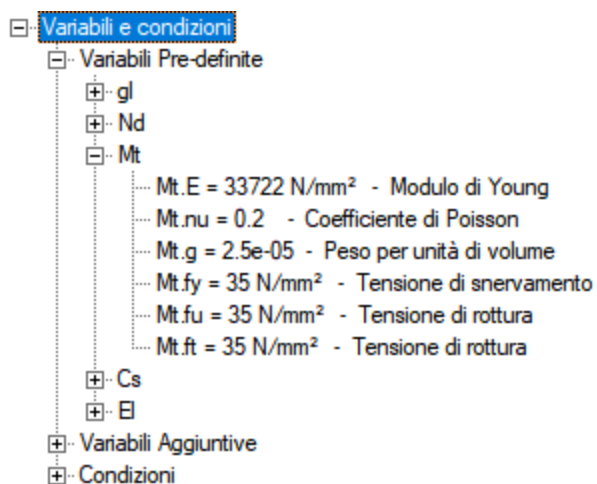 Variabili e condizioni
Variabili Pre-definite
gl
Nd
Mt
Mt.E = 33722 N/mm² - Modulo di Young
Mt.nu = 0.2 - Coefficiente di Poisson
Mt.g = 2.5e-05 - Peso per unità di volume
Mt.fy = 35 N/mm² - Tensione di snervamento
Mt.fu = 35 N/mm² - Tensione di rottura
Mt.ft = 35 N/mm² - Tensione di rottura
Cs
El
Variabili Aggiuntive
Condizioni